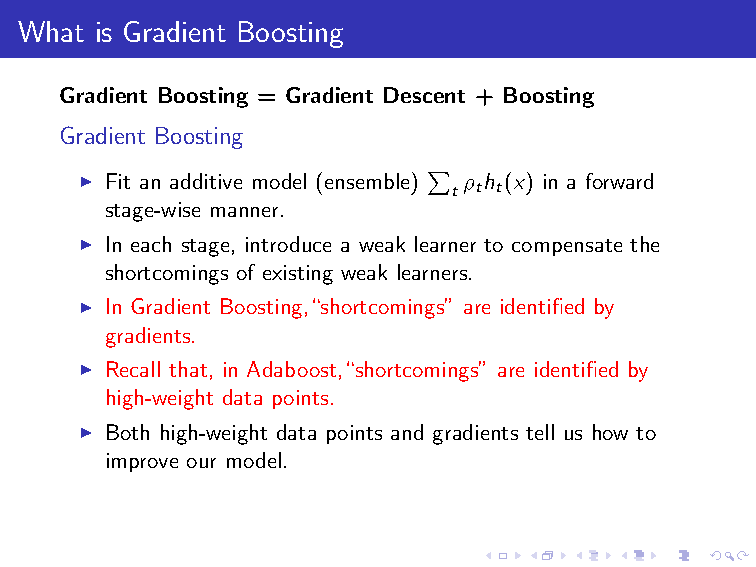 What is Gradient Boosting
Gradient Boosting = Gradient Descent + Boosting
Gradient Boosting
▶ Fit an additive model (ensemble) ∑_t ρ_t h_t(x) in a forward
stage-wise manner.
▶ In each stage, introduce a weak learner to compensate the
shortcomings of existing weak learners.
▶ In Gradient Boosting,“shortcomings” are identified by
gradients.
▶ Recall that, in Adaboost,“shortcomings” are identified by
high-weight data points.
▶ Both high-weight data points and gradients tell us how to
improve our model.